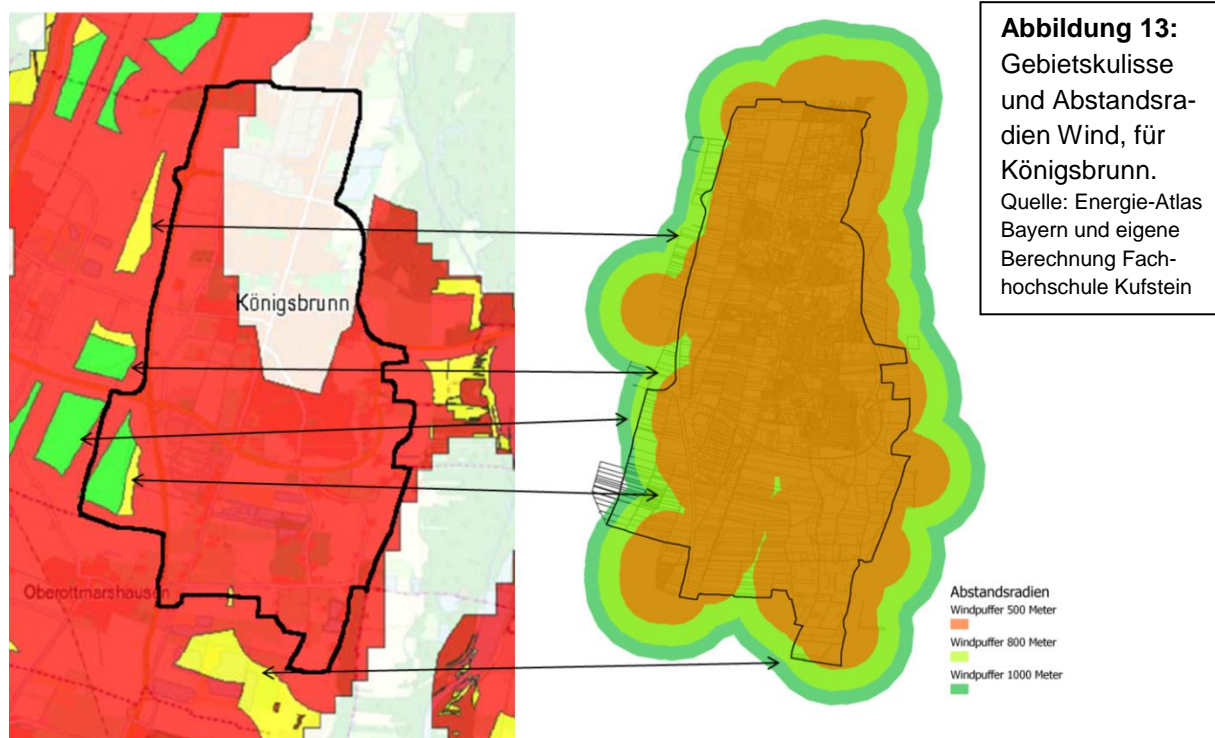 Abbildung 13:
Gebietskulisse
und Abstandsra-
dien Wind, für
Königsbrunn.
Quelle: Energie-Atlas
Bayern und eigene
Berechnung Fach-
hochschule Kufstein
Königsbrunn
Oberottmarshausen
Abstandsradien
Windpuffer 500 Meter
Windpuffer 800 Meter
Windpuffer 1000 Meter